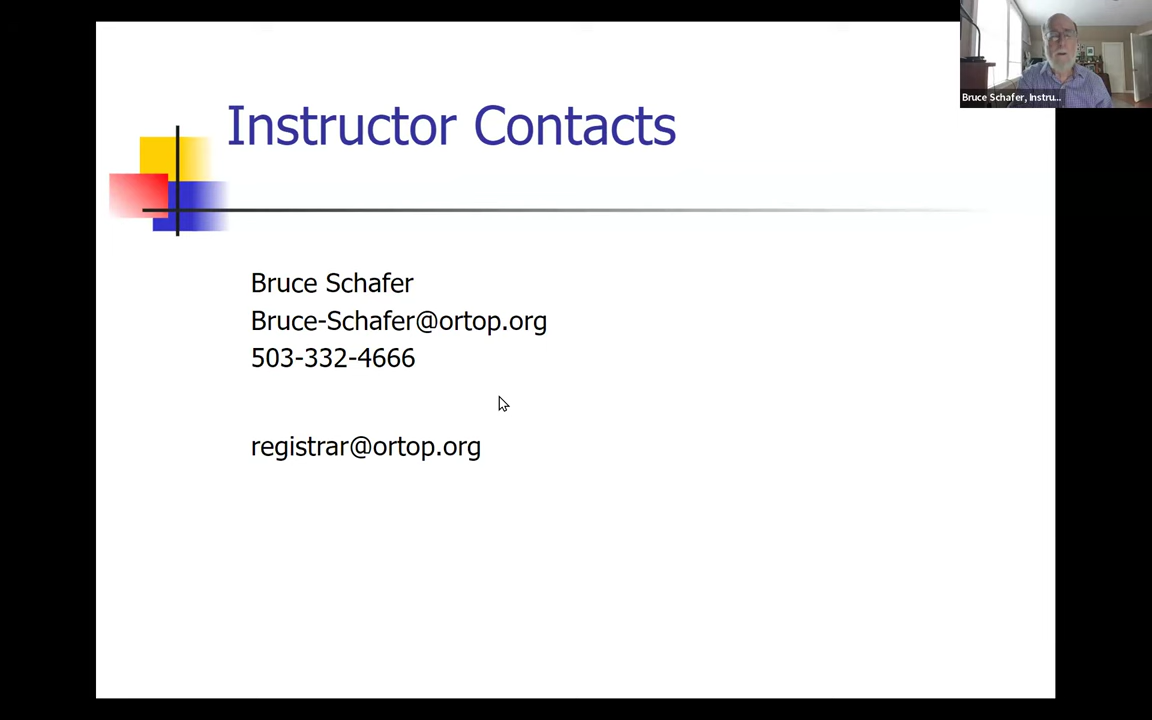 Bruce Schafer, Instru...
Instructor Contacts
Bruce Schafer
Bruce-Schafer@ortop.org
503-332-4666
registrar@ortop.org